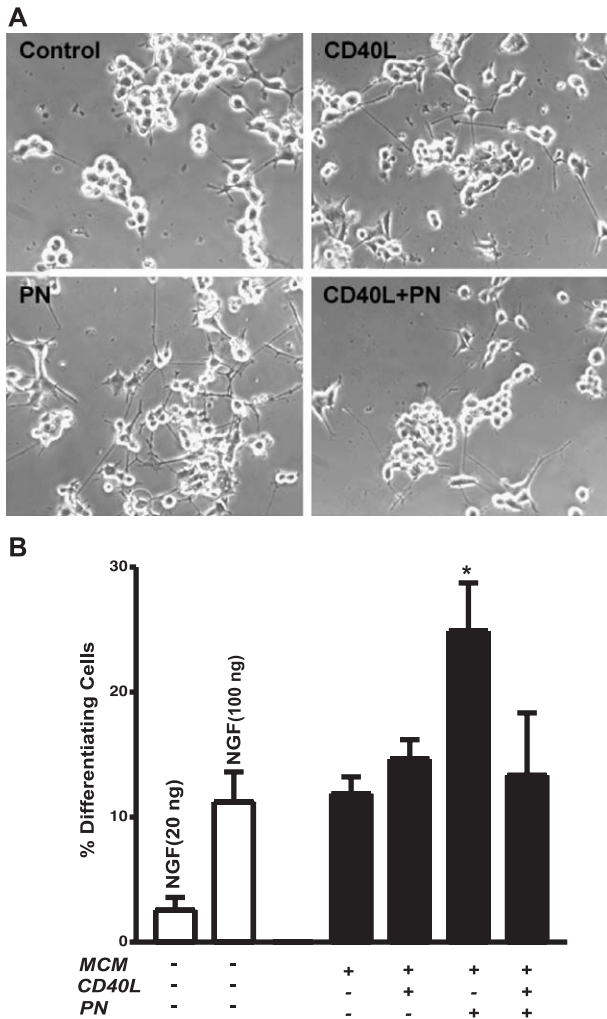 A
Control
CD40L
PN
CD40L+PN
B
% Differentiating Cells
30
20
10
0
NGF(20 ng)
NGF(100 ng)
*
MCM - - + + + +
CD40L - - - + - +
PN - - - - + +